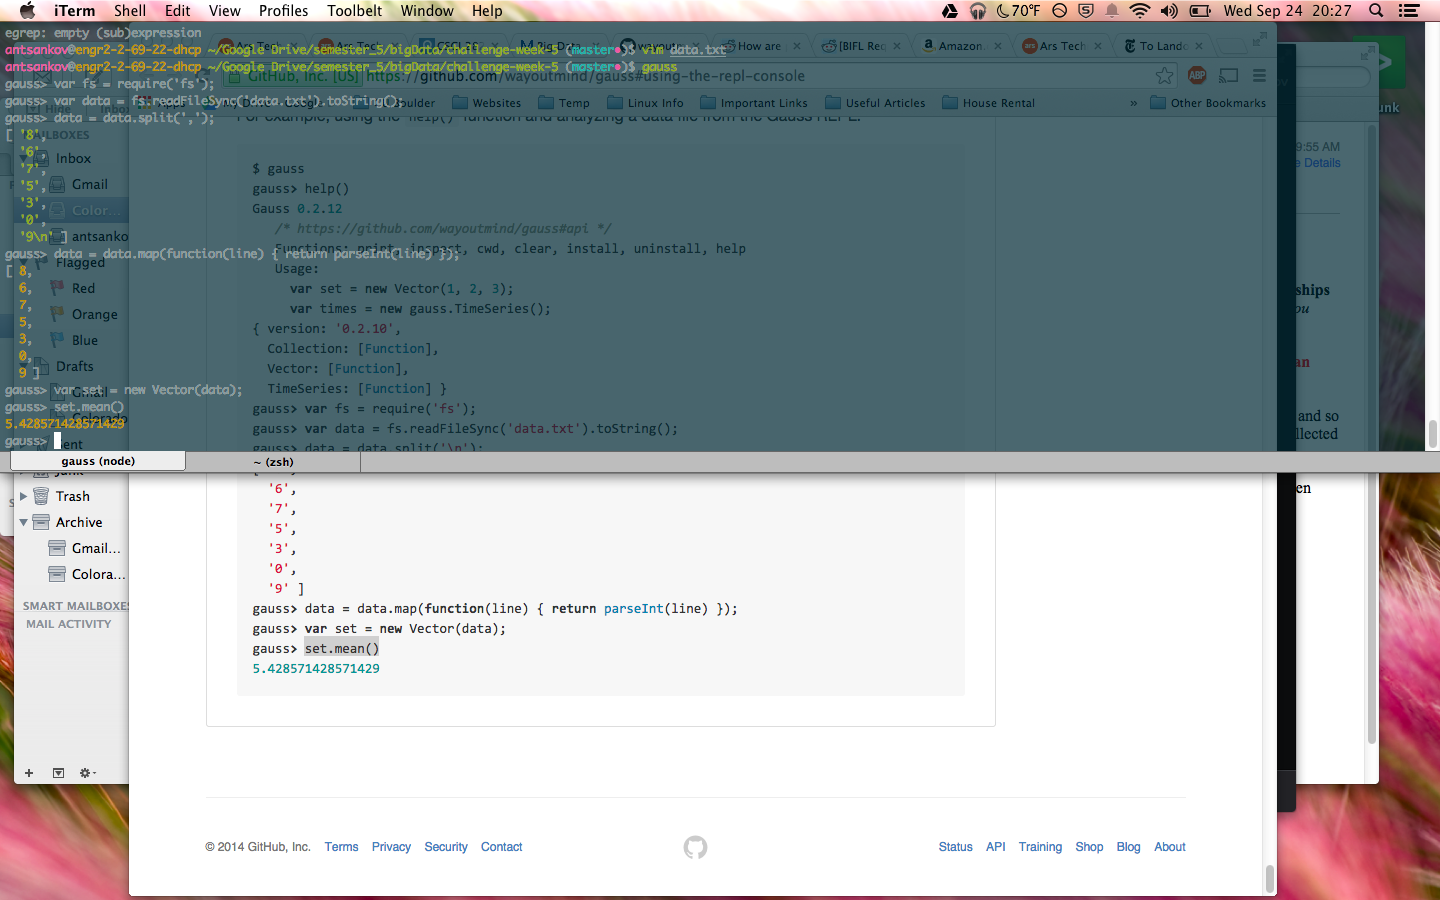 iTerm Shell Edit View Profiles Toolbelt Window Help 70°F Wed Sep 24 20:27
egrep: empty (sub)expression
antsankov@engr2-2-69-22-dhcp ~/Google Drive/semester_5/bigData/challenge-week-5 (master●)$ vim data.txt
antsankov@engr2-2-69-22-dhcp ~/Google Drive/semester_5/bigData/challenge-week-5 (master●)$ gauss
gauss> var fs = require('fs');
gauss> var data = fs.readFileSync('data.txt').toString();
gauss> data = data.split(',');
[ '8',
'6',
'7',
'5',
'3',
'0',
'9\n' ]
gauss> data = data.map(function(line) { return parseInt(line) });
[ 8,
6,
7,
5,
3,
0,
9 ]
gauss> var set = new Vector(data);
gauss> set.mean()
5.428571428571429
gauss>
gauss (node)
~ (zsh)
How are
[BIFL Req
Amazon.
Ars Tech
To Lando
GitHub, Inc. [US] https://github.com/wayoutmind/gauss#using-the-repl-console
ABP
Websites Temp Linux Info Important Links Useful Articles House Rental » Other Bookmarks
For example, using the help() function and analyzing a data file from the Gauss REPL:
$ gauss
gauss> help()
Gauss 0.2.12
/* https://github.com/wayoutmind/gauss#api */
Functions: print, inspect, cwd, clear, install, uninstall, help
Usage:
var set = new Vector(1, 2, 3);
var times = new gauss.TimeSeries();
{ version: '0.2.10',
Collection: [Function],
Vector: [Function],
TimeSeries: [Function] }
gauss> var fs = require('fs');
gauss> var data = fs.readFileSync('data.txt').toString();
gauss> data = data.split('\n');
'6',
'7',
'5',
'3',
'0',
'9' ]
gauss> data = data.map(function(line) { return parseInt(line) });
gauss> var set = new Vector(data);
gauss> set.mean()
5.428571428571429
© 2014 GitHub, Inc. Terms Privacy Security Contact
Status API Training Shop Blog About
MAILBOXES
Inbox
Gmail
Color...
antsanko
Flagged
Red
Orange
Blue
Drafts
Gmail
Colorado
Trash
Archive
Gmail...
Colora...
SMART MAILBOXES
MAIL ACTIVITY
9:55 AM
Details
and so